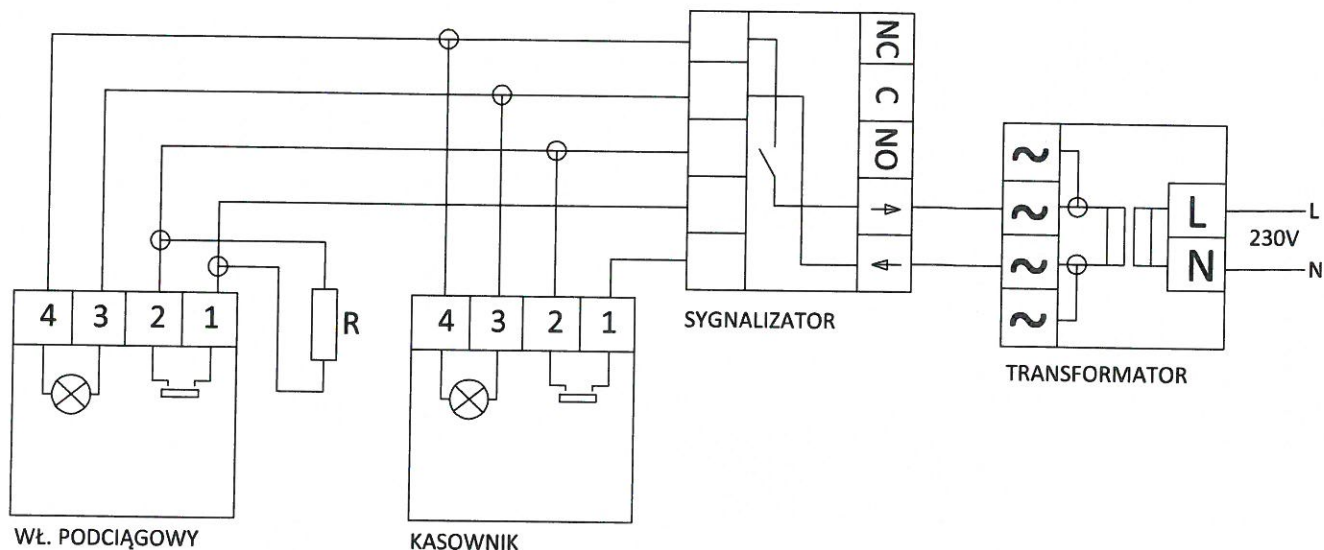 NC
C
NO
→
←
SYGNALIZATOR
~
~
~
~
L
N
L
230V
N
TRANSFORMATOR
4 3 2 1
R
WŁ. PODCIĄGOWY
4 3 2 1
KASOWNIK